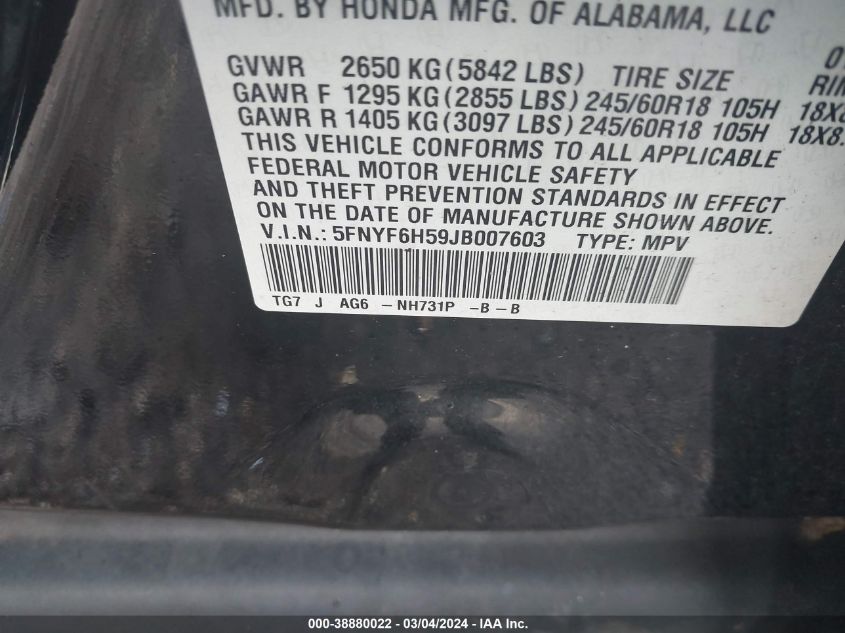 MFD. BY HONDA MFG. OF ALABAMA, LLC
GVWR 2650 KG (5842 LBS) TIRE SIZE
GAWR F 1295 KG (2855 LBS) 245/60R18 105H
GAWR R 1405 KG (3097 LBS) 245/60R18 105H
THIS VEHICLE CONFORMS TO ALL APPLICABLE
FEDERAL MOTOR VEHICLE SAFETY
AND THEFT PREVENTION STANDARDS IN EFFECT
ON THE DATE OF MANUFACTURE SHOWN ABOVE.
V.I.N.: 5FNYF6H59JB007603 TYPE: MPV
TG7 J AG6 - NH731P - B - B
000-38880022 - 03/04/2024 - IAA Inc.